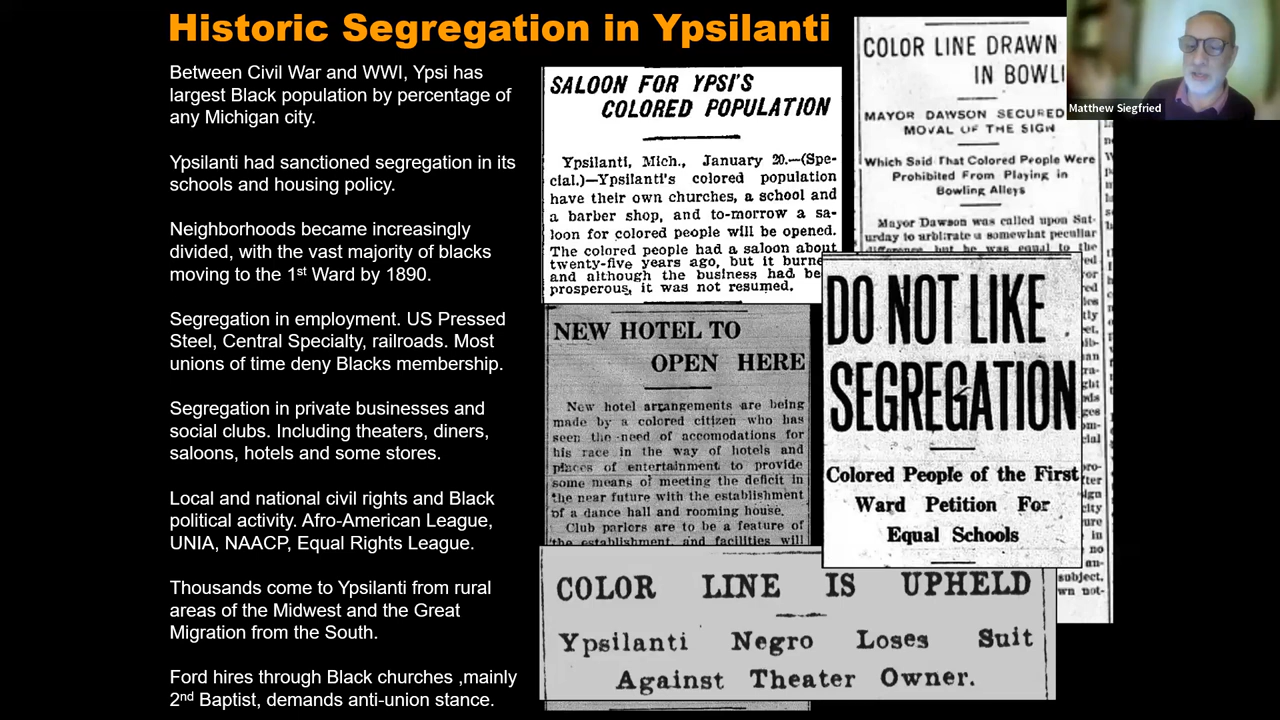 Historic Segregation in Ypsilanti
Between Civil War and WWI, Ypsi has
largest Black population by percentage of
any Michigan city.
Ypsilanti had sanctioned segregation in its
schools and housing policy.
Neighborhoods became increasingly
divided, with the vast majority of blacks
moving to the 1st Ward by 1890.
Segregation in employment. US Pressed
Steel, Central Specialty, railroads. Most
unions of time deny Blacks membership.
Segregation in private businesses and
social clubs. Including theaters, diners,
saloons, hotels and some stores.
Local and national civil rights and Black
political activity. Afro-American League,
UNIA, NAACP, Equal Rights League.
Thousands come to Ypsilanti from rural
areas of the Midwest and the Great
Migration from the South.
Ford hires through Black churches ,mainly
2nd Baptist, demands anti-union stance.
SALOON FOR YPSI'S
COLORED POPULATION
Ypsilanti, Mich., January 20.—(Spe-
cial.)—Ypsilanti's colored population
have their own churches, a school and
a barber shop, and to-morrow a sa-
loon for colored people will be opened.
The colored people had a saloon about
twenty-five years ago, but it burne
and although the business had be
prosperous, it was not resumed.
COLOR LINE DRAWN
IN BOWLI
MAYOR DAWSON SECURED
MOVAL OF THE SIGN
Which Said That Colored People Were
Prohibited From Playing in
Bowling Alleys
Mayor Dawson was called upon Sat-
urday to arbitrate a somewhat peculiar
difference but he was equal to the
NEW HOTEL TO
OPEN HERE
New hotel arrangements are being
made by a colored citizen who has
seen the need of accomodations for
his race in the way of hotels and
places of entertainment to provide
some means of meeting the deficit in
the near future with the establishment
of a dance hall and rooming house.
Club parlors are to be a feature of
the establishment, and facilities will
DO NOT LIKE
SEGREGATION
Colored People of the First
Ward Petition For
Equal Schools
subject,
COLOR LINE IS UPHELD
Ypsilanti Negro Loses Suit
Against Theater Owner.
Matthew Siegfried